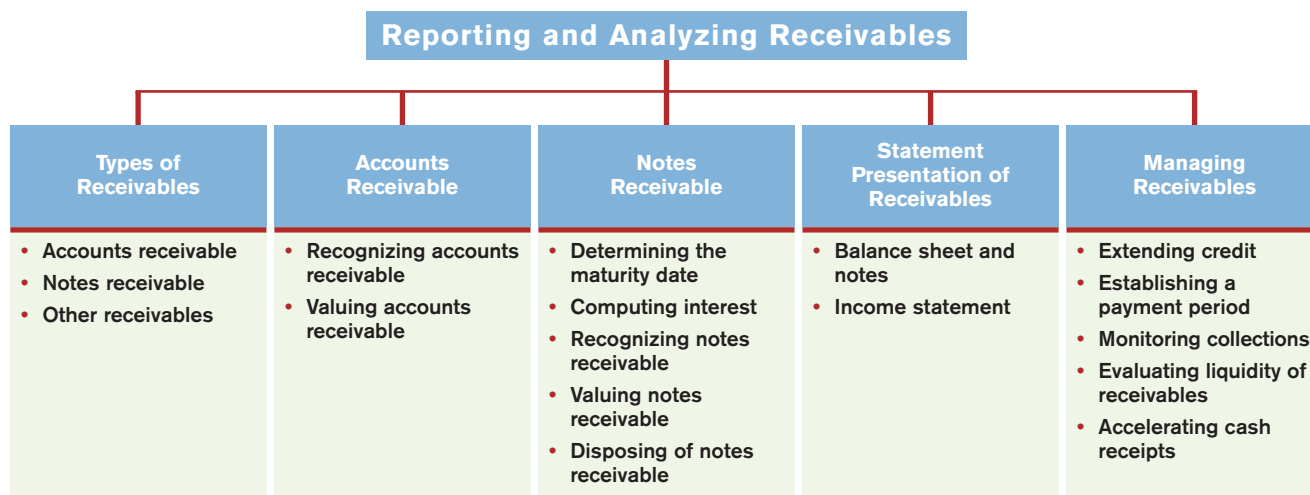 Reporting and Analyzing Receivables
Types of
Receivables
• Accounts receivable
• Notes receivable
• Other receivables
Accounts
Receivable
• Recognizing accounts
receivable
• Valuing accounts
receivable
Notes
Receivable
• Determining the
maturity date
• Computing interest
• Recognizing notes
receivable
• Valuing notes
receivable
• Disposing of notes
receivable
Statement
Presentation of
Receivables
• Balance sheet and
notes
• Income statement
Managing
Receivables
• Extending credit
• Establishing a
payment period
• Monitoring collections
• Evaluating liquidity of
receivables
• Accelerating cash
receipts